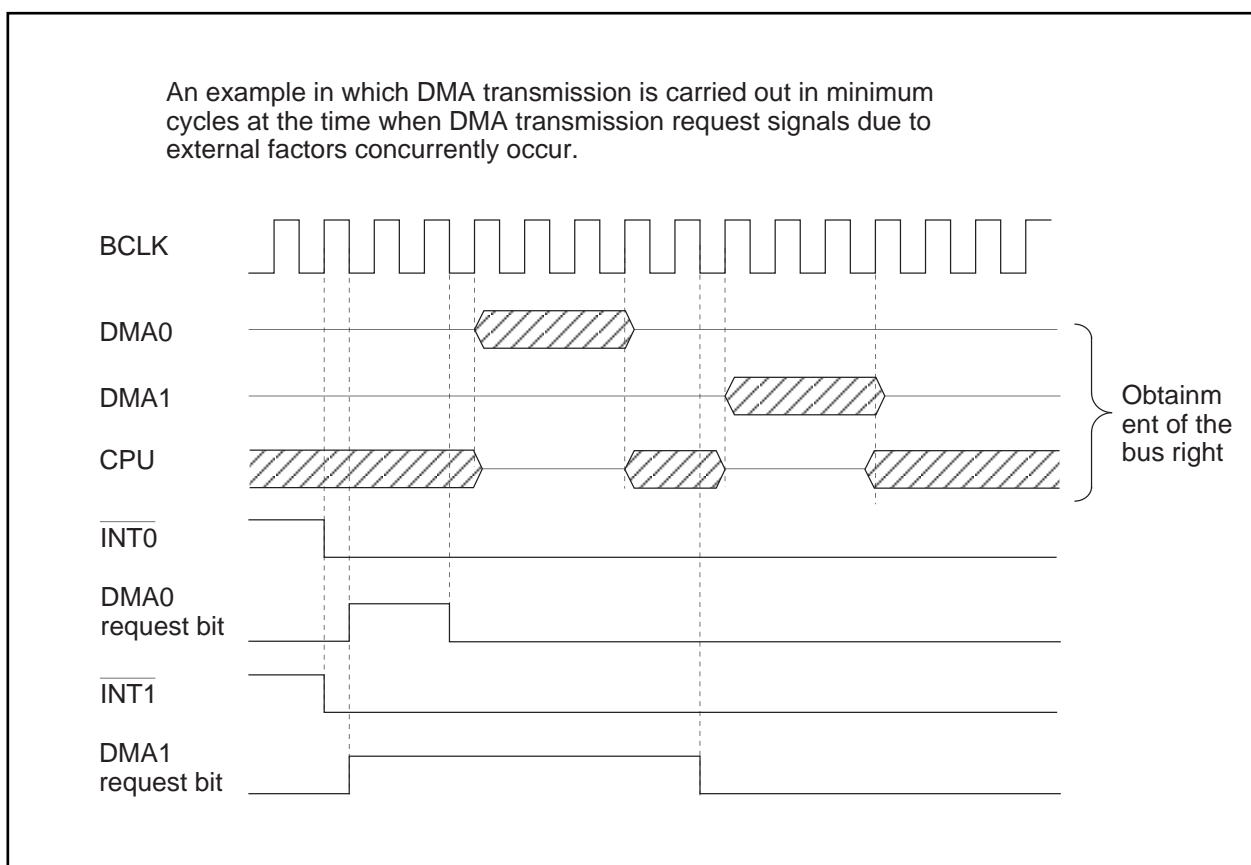 An example in which DMA transmission is carried out in minimum
cycles at the time when DMA transmission request signals due to
external factors concurrently occur.
BCLK
DMA0
DMA1
CPU
Obtainm
ent of the
bus right
INT0
DMA0
request bit
INT1
DMA1
request bit